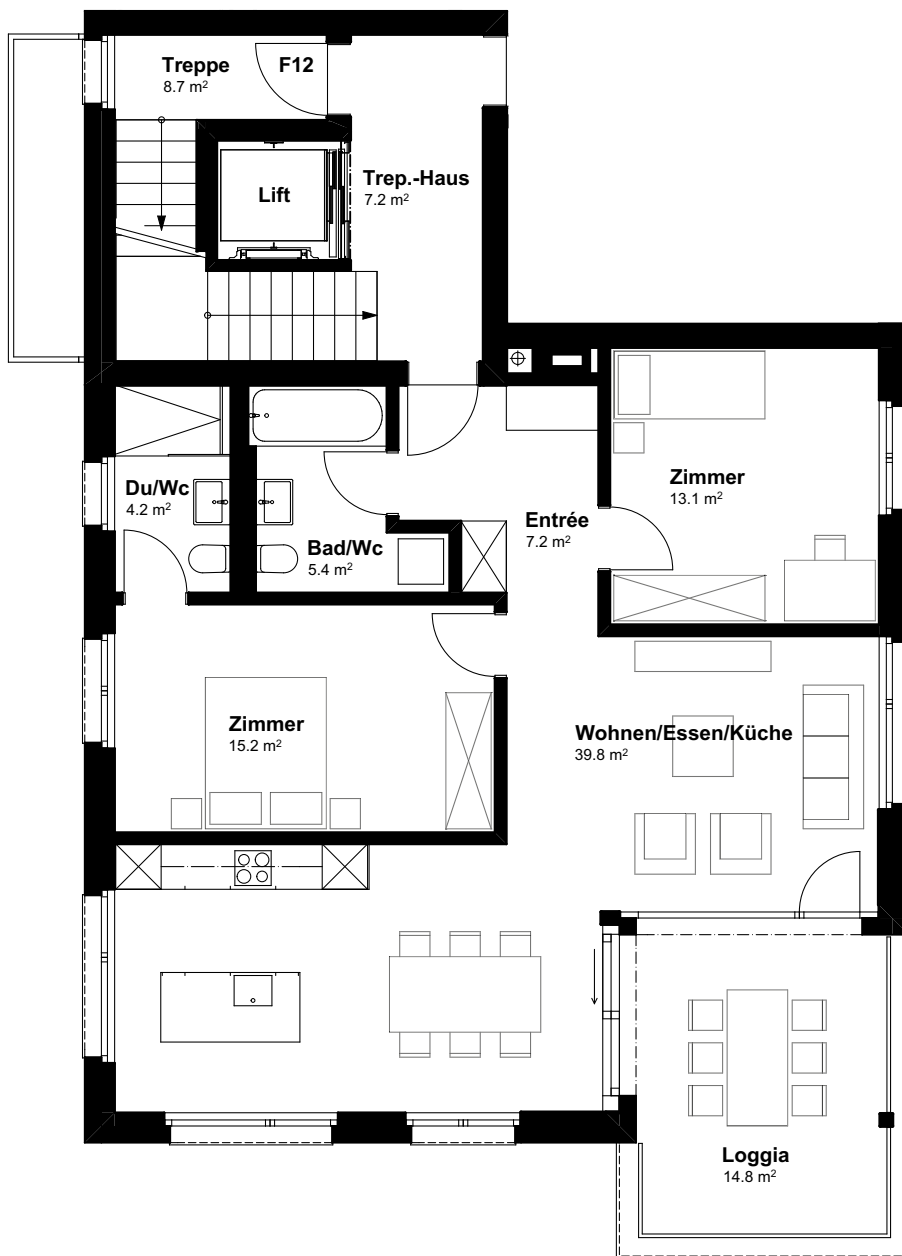 Treppe
8.7 m²
F12
Lift
Trep.-Haus
7.2 m²
Du/Wc
4.2 m²
Bad/Wc
5.4 m²
Entrée
7.2 m²
Zimmer
13.1 m²
Zimmer
15.2 m²
Wohnen/Essen/Küche
39.8 m²
Loggia
14.8 m²